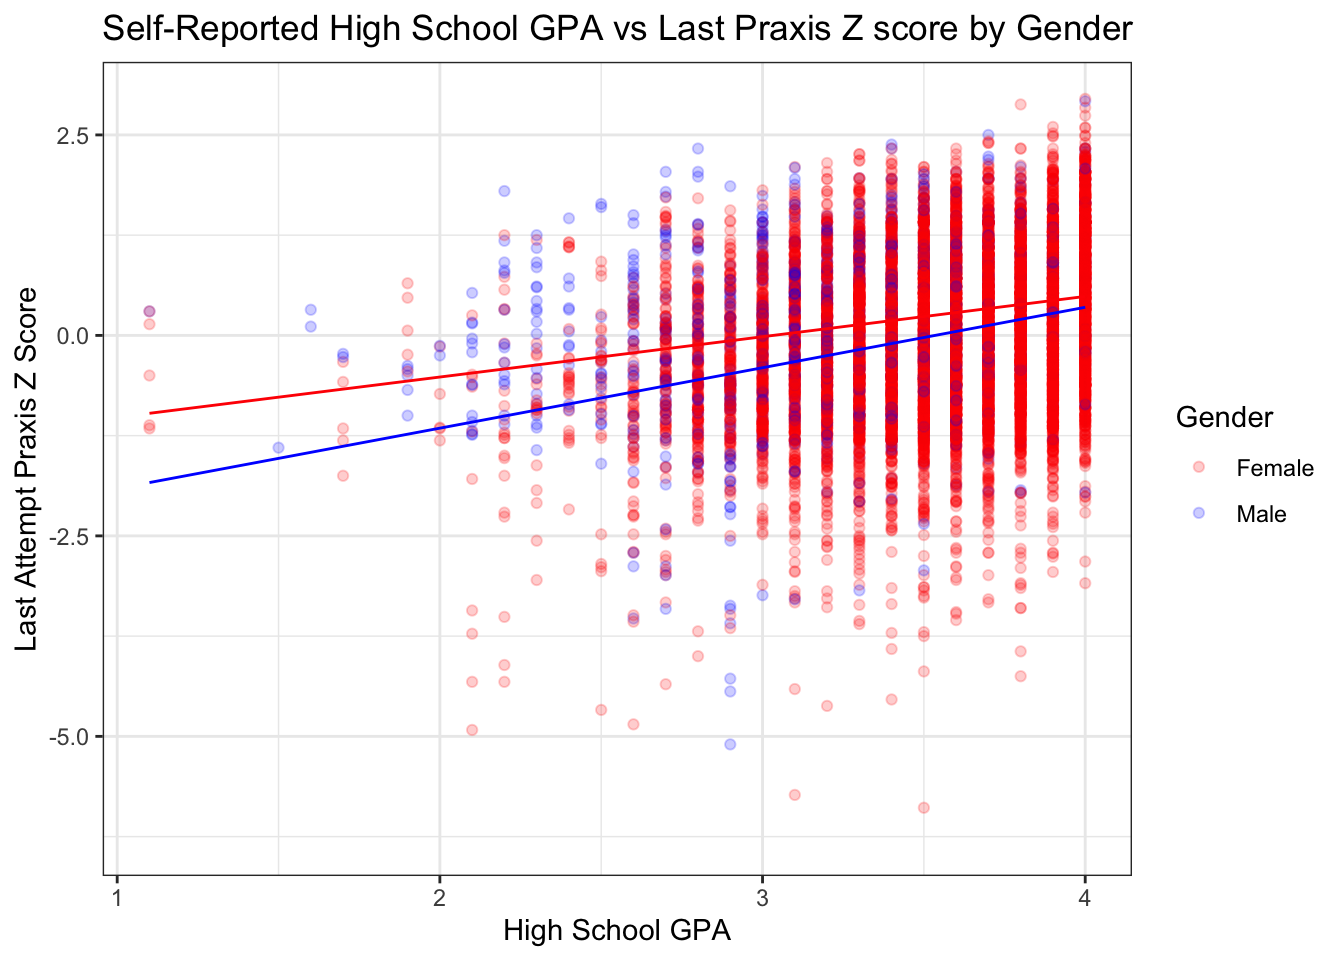 Self-Reported High School GPA vs Last Praxis Z score by Gender
Last Attempt Praxis Z Score
2.5
0.0
-2.5
-5.0
1
2
3
4
High School GPA
Gender
Female
Male